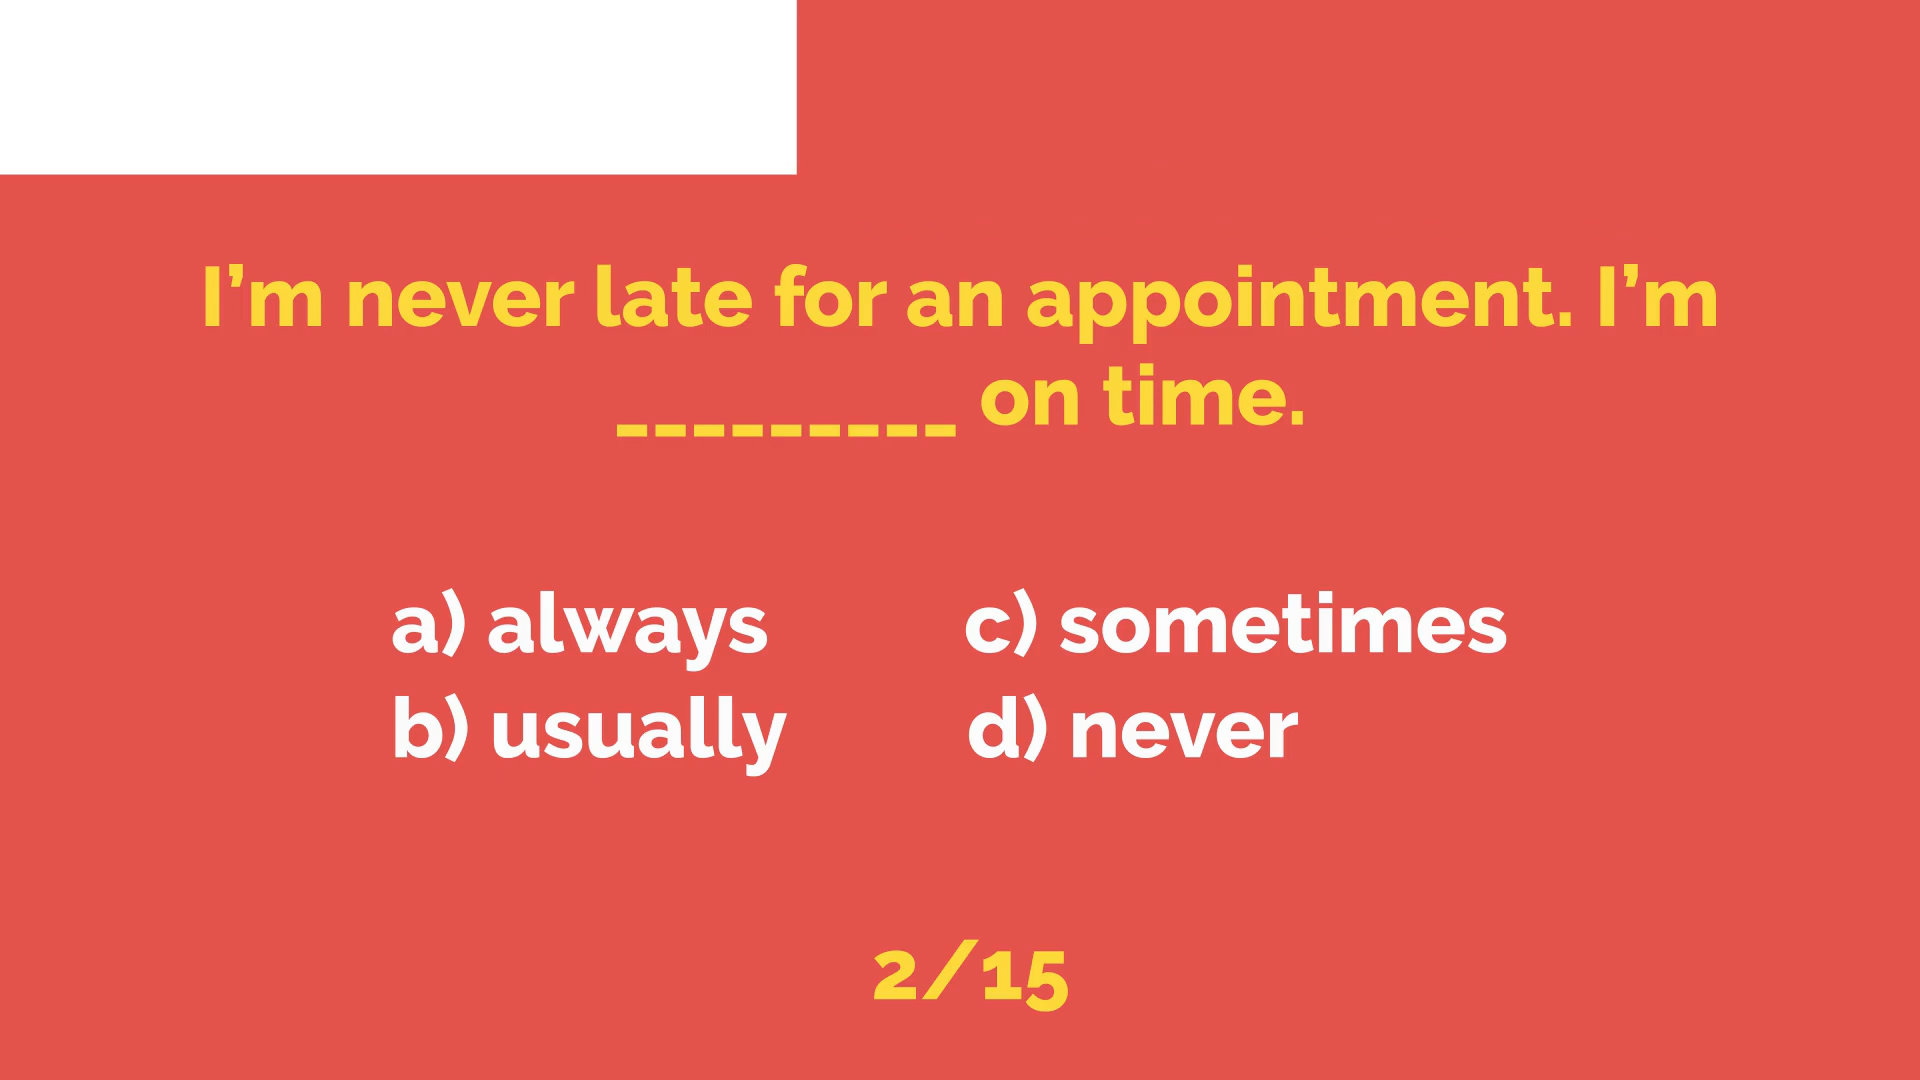 I’m never late for an appointment. I’m
_________ on time.
a) always
c) sometimes
b) usually
d) never
2/15